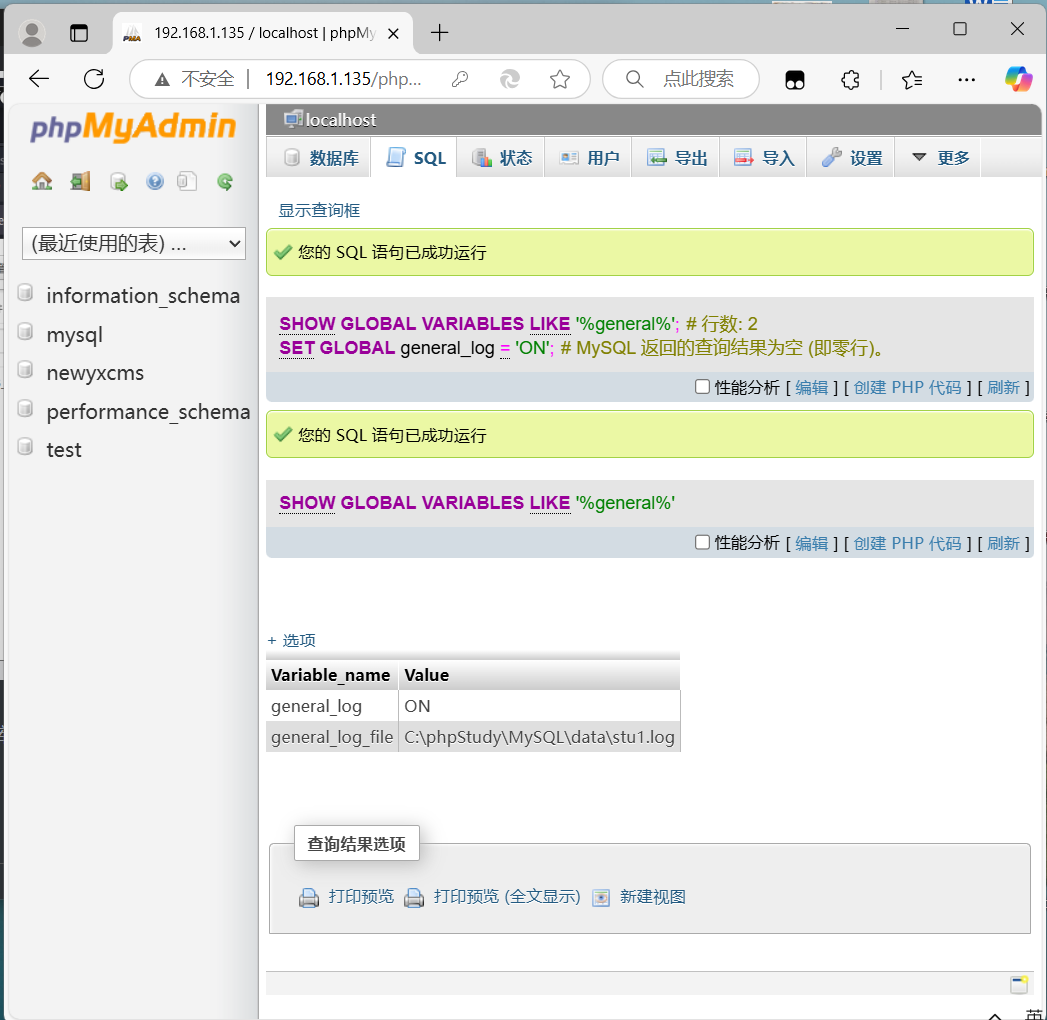 192.168.1.135 / localhost | phpMy
不安全 | 192.168.1.135/php... 点此搜索
phpMyAdmin
(最近使用的表) ...
information_schema
mysql
newyxcms
performance_schema
test
localhost
数据库 SQL 状态 用户 导出 导入 设置 更多
显示查询框
您的 SQL 语句已成功运行
SHOW GLOBAL VARIABLES LIKE '%general%'; # 行数: 2
SET GLOBAL general_log = 'ON'; # MySQL 返回的查询结果为空 (即零行)。
性能分析 [ 编辑 ] [ 创建 PHP 代码 ] [ 刷新 ]
您的 SQL 语句已成功运行
SHOW GLOBAL VARIABLES LIKE '%general%'
性能分析 [ 编辑 ] [ 创建 PHP 代码 ] [ 刷新 ]
+ 选项
Variable_name Value
general_log ON
general_log_file C:\phpStudy\MySQL\data\stu1.log
查询结果选项
打印预览 打印预览 (全文显示) 新建视图
英